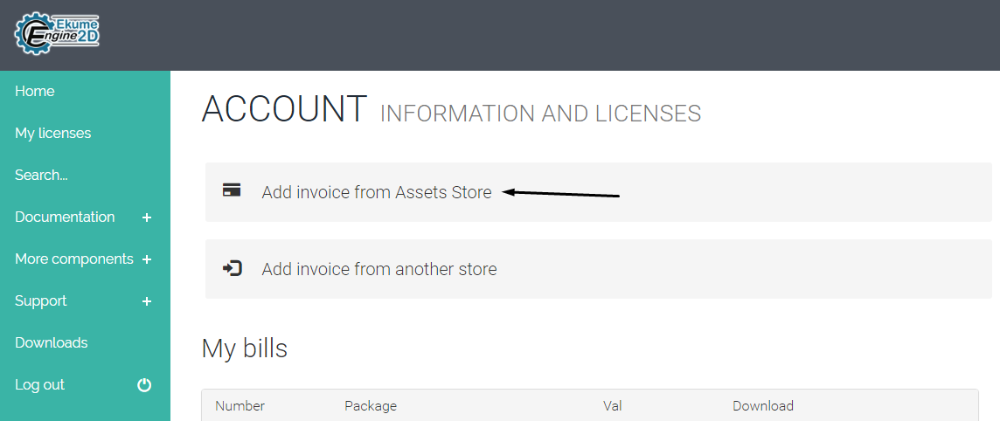 Ekume
Engine2D
Home
My licenses
Search...
Documentation +
More components +
Support +
Downloads
Log out
ACCOUNT INFORMATION AND LICENSES
Add invoice from Assets Store
Add invoice from another store
My bills
Number Package Val Download